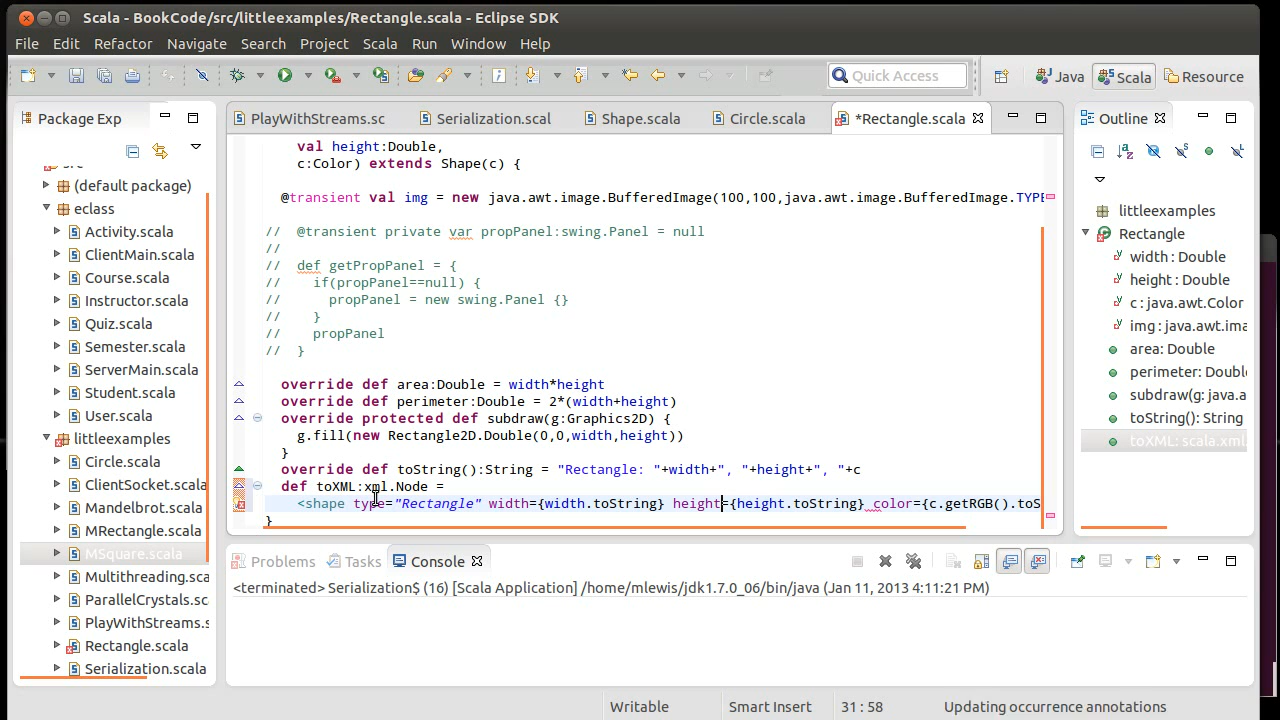 Scala - BookCode/src/littleexamples/Rectangle.scala - Eclipse SDK
File Edit Refactor Navigate Search Project Scala Run Window Help
Quick Access
Java
Scala
Resource
Package Exp
src
(default package)
eclass
Activity.scala
ClientMain.scala
Course.scala
Instructor.scala
Quiz.scala
Semester.scala
ServerMain.scala
Student.scala
User.scala
littleexamples
Circle.scala
ClientSocket.scala
Mandelbrot.scala
MRectangle.scala
MSquare.scala
Multithreading.sca
ParallelCrystals.sc
PlayWithStreams.s
Rectangle.scala
Serialization.scala
PlayWithStreams.sc
Serialization.scal
Shape.scala
Circle.scala
*Rectangle.scala
val height:Double,
c:Color) extends Shape(c) {
@transient val img = new java.awt.image.BufferedImage(100,100,java.awt.image.BufferedImage.TYPE
// @transient private var propPanel:swing.Panel = null
//
// def getPropPanel = {
// if(propPanel==null) {
// propPanel = new swing.Panel {}
// }
// propPanel
// }
override def area:Double = width*height
override def perimeter:Double = 2*(width+height)
override protected def subdraw(g:Graphics2D) {
g.fill(new Rectangle2D.Double(0,0,width,height))
}
override def toString():String = "Rectangle: "+width+", "+height+", "+c
def toXML:xml.Node =
<shape type="Rectangle" width={width.toString} height={height.toString} color={c.getRGB().toS
}
Outline
littleexamples
Rectangle
width : Double
height : Double
c : java.awt.Color
img : java.awt.ima
area: Double
perimeter: Double
subdraw(g: java.a
toString(): String
toXML: scala.xml.
Problems
Tasks
Console
<terminated> Serialization$ (16) [Scala Application] /home/mlewis/jdk1.7.0_06/bin/java (Jan 11, 2013 4:11:21 PM)
Writable
Smart Insert
31 : 58
Updating occurrence annotations